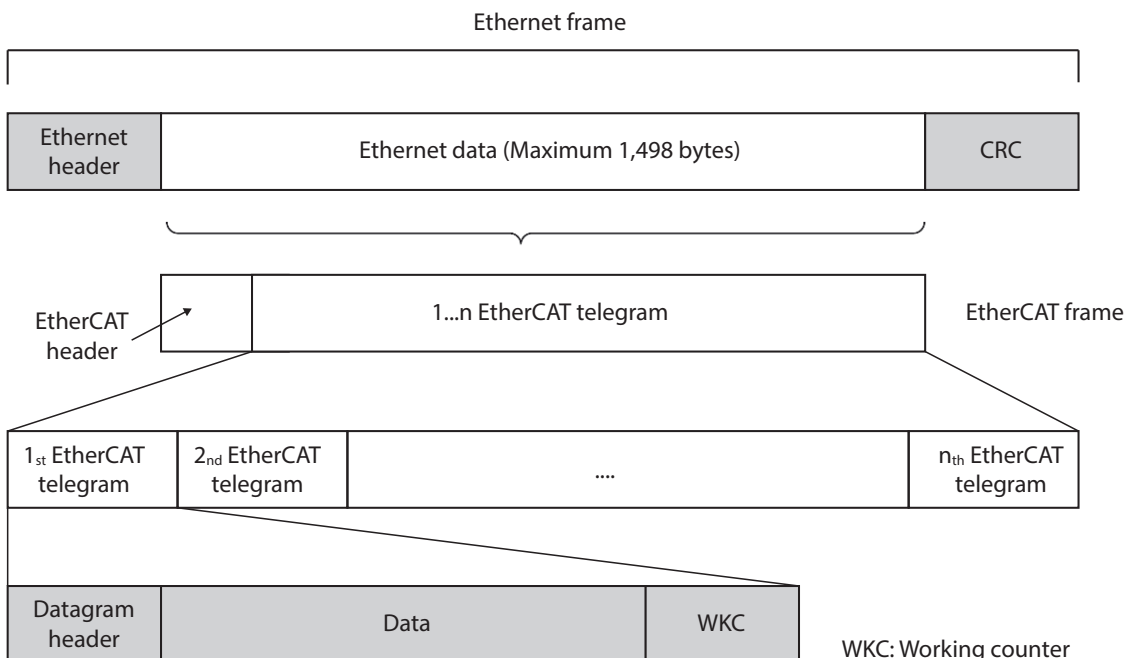 Ethernet frame
Ethernet
header
Ethernet data (Maximum 1,498 bytes)
CRC
EtherCAT
header
1...n EtherCAT telegram
EtherCAT frame
1st EtherCAT
telegram
2nd EtherCAT
telegram
....
nth EtherCAT
telegram
Datagram
header
Data
WKC
WKC: Working counter